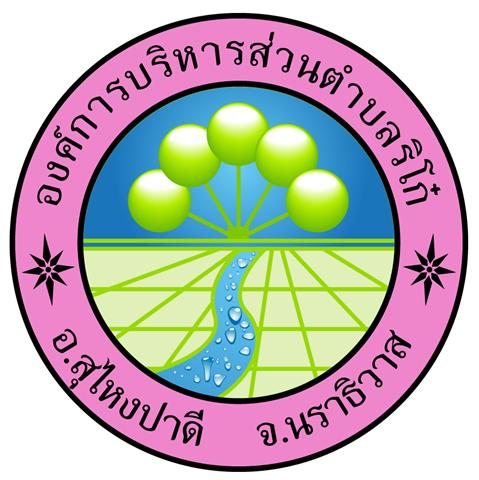 องค์การบริหารส่วนตำบลริโก๋
อ.สุไหงปาดี จ.นราธิวาส